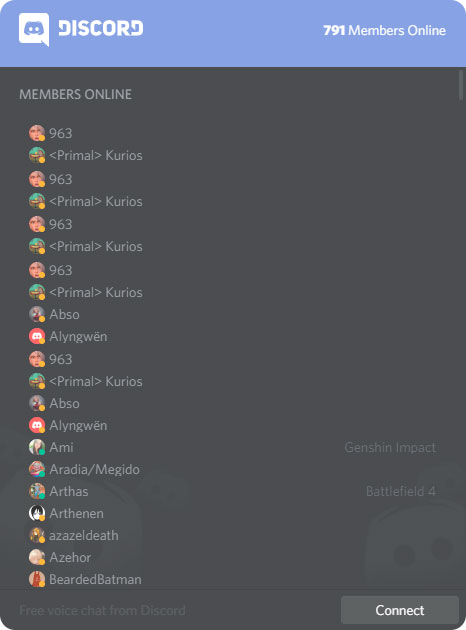 DISCORD
791 Members Online
MEMBERS ONLINE
963
<Primal> Kurios
963
<Primal> Kurios
963
<Primal> Kurios
963
<Primal> Kurios
Abso
Alyngwën
963
<Primal> Kurios
Abso
Alyngwën
Ami Genshin Impact
Aradia/Megido
Arthas Battlefield 4
Arthenen
azazeldeath
Azehor
BeardedBatman
Free voice chat from Discord Connect